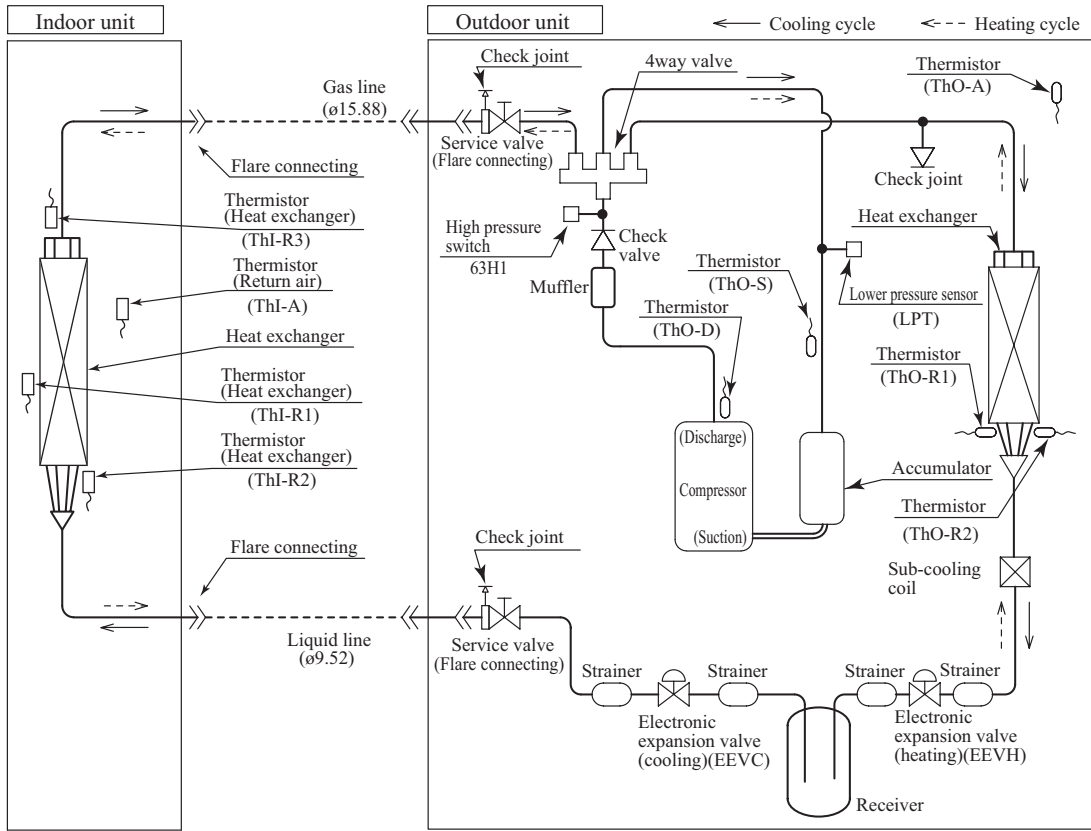 Indoor unit
Outdoor unit
Cooling cycle
Heating cycle
Check joint
4way valve
Thermistor
(ThO-A)
Gas line
(ø15.88)
Service valve
(Flare connecting)
Flare connecting
Check joint
Thermistor
(Heat exchanger)
(ThI-R3)
Heat exchanger
High pressure
switch
63H1
Check
valve
Thermistor
(Return air)
(ThI-A)
Muffler
Thermistor
(ThO-S)
Lower pressure sensor
(LPT)
Thermistor
(ThO-D)
Heat exchanger
Thermistor
(ThO-R1)
Thermistor
(Heat exchanger)
(ThI-R1)
(Discharge)
Compressor
(Suction)
Thermistor
(Heat exchanger)
(ThI-R2)
Accumulator
Thermistor
(ThO-R2)
Flare connecting
Check joint
Sub-cooling
coil
Liquid line
(ø9.52)
Service valve
(Flare connecting)
Strainer
Strainer
Strainer
Strainer
Electronic
expansion valve
(cooling)(EEVC)
Electronic
expansion valve
(heating)(EEVH)
Receiver